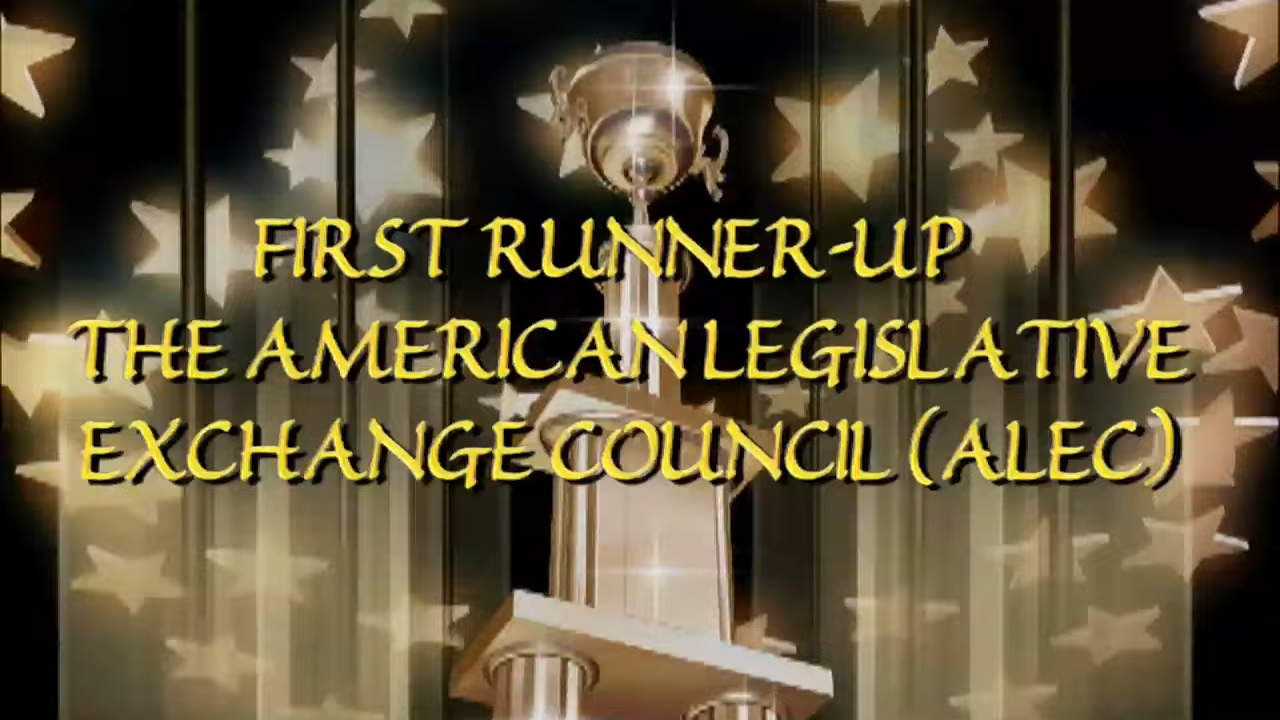 FIRST RUNNER-UP
THE AMERICAN LEGISLATIVE
EXCHANGE COUNCIL (ALEC)